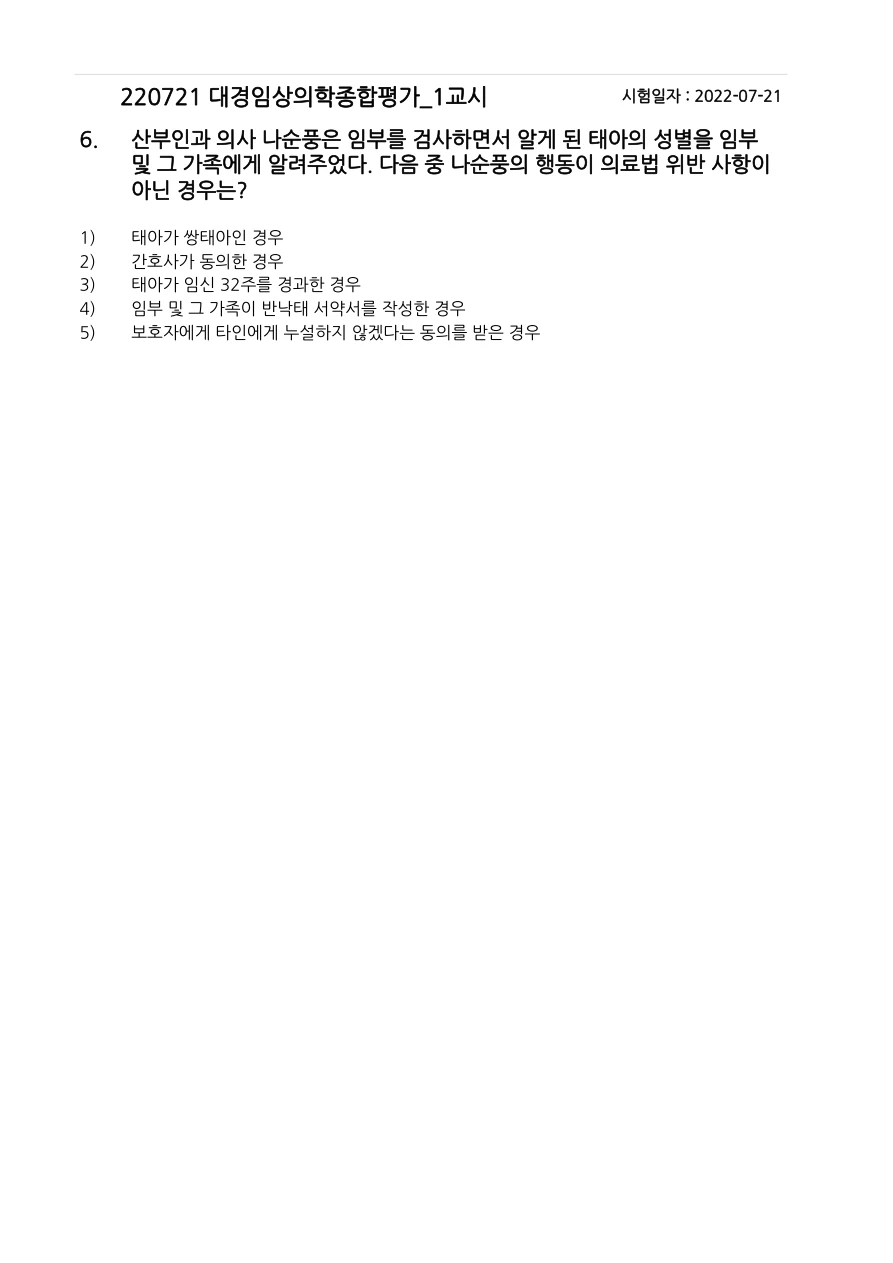 220721 대경임상의학종합평가_1교시 시험일자 : 2022-07-21
6. 산부인과 의사 나순풍은 임부를 검사하면서 알게 된 태아의 성별을 임부
및 그 가족에게 알려주었다. 다음 중 나순풍의 행동이 의료법 위반 사항이
아닌 경우는?
1) 태아가 쌍태아인 경우
2) 간호사가 동의한 경우
3) 태아가 임신 32주를 경과한 경우
4) 임부 및 그 가족이 반낙태 서약서를 작성한 경우
5) 보호자에게 타인에게 누설하지 않겠다는 동의를 받은 경우